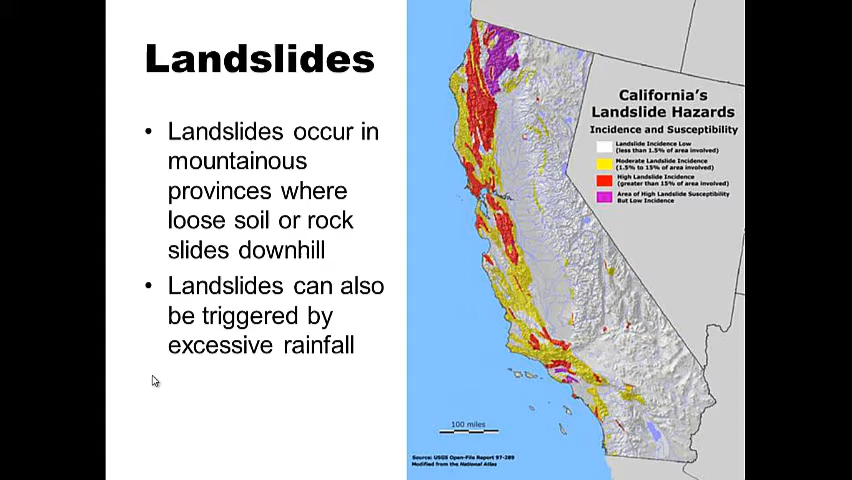 Landslides
• Landslides occur in
mountainous
provinces where
loose soil or rock
slides downhill
• Landslides can also
be triggered by
excessive rainfall
California's
Landslide Hazards
Incidence and Susceptibility
Landslide Incidence Low
(less than 1.5% of area involved)
Moderate Landslide Incidence
(1.5% to 15% of area involved)
High Landslide Incidence
(greater than 15% of area involved)
Area of High Landslide Susceptibility
But Low Incidence
100 miles
Source: USGS Open-File Report 97-289
Modified from the National Atlas